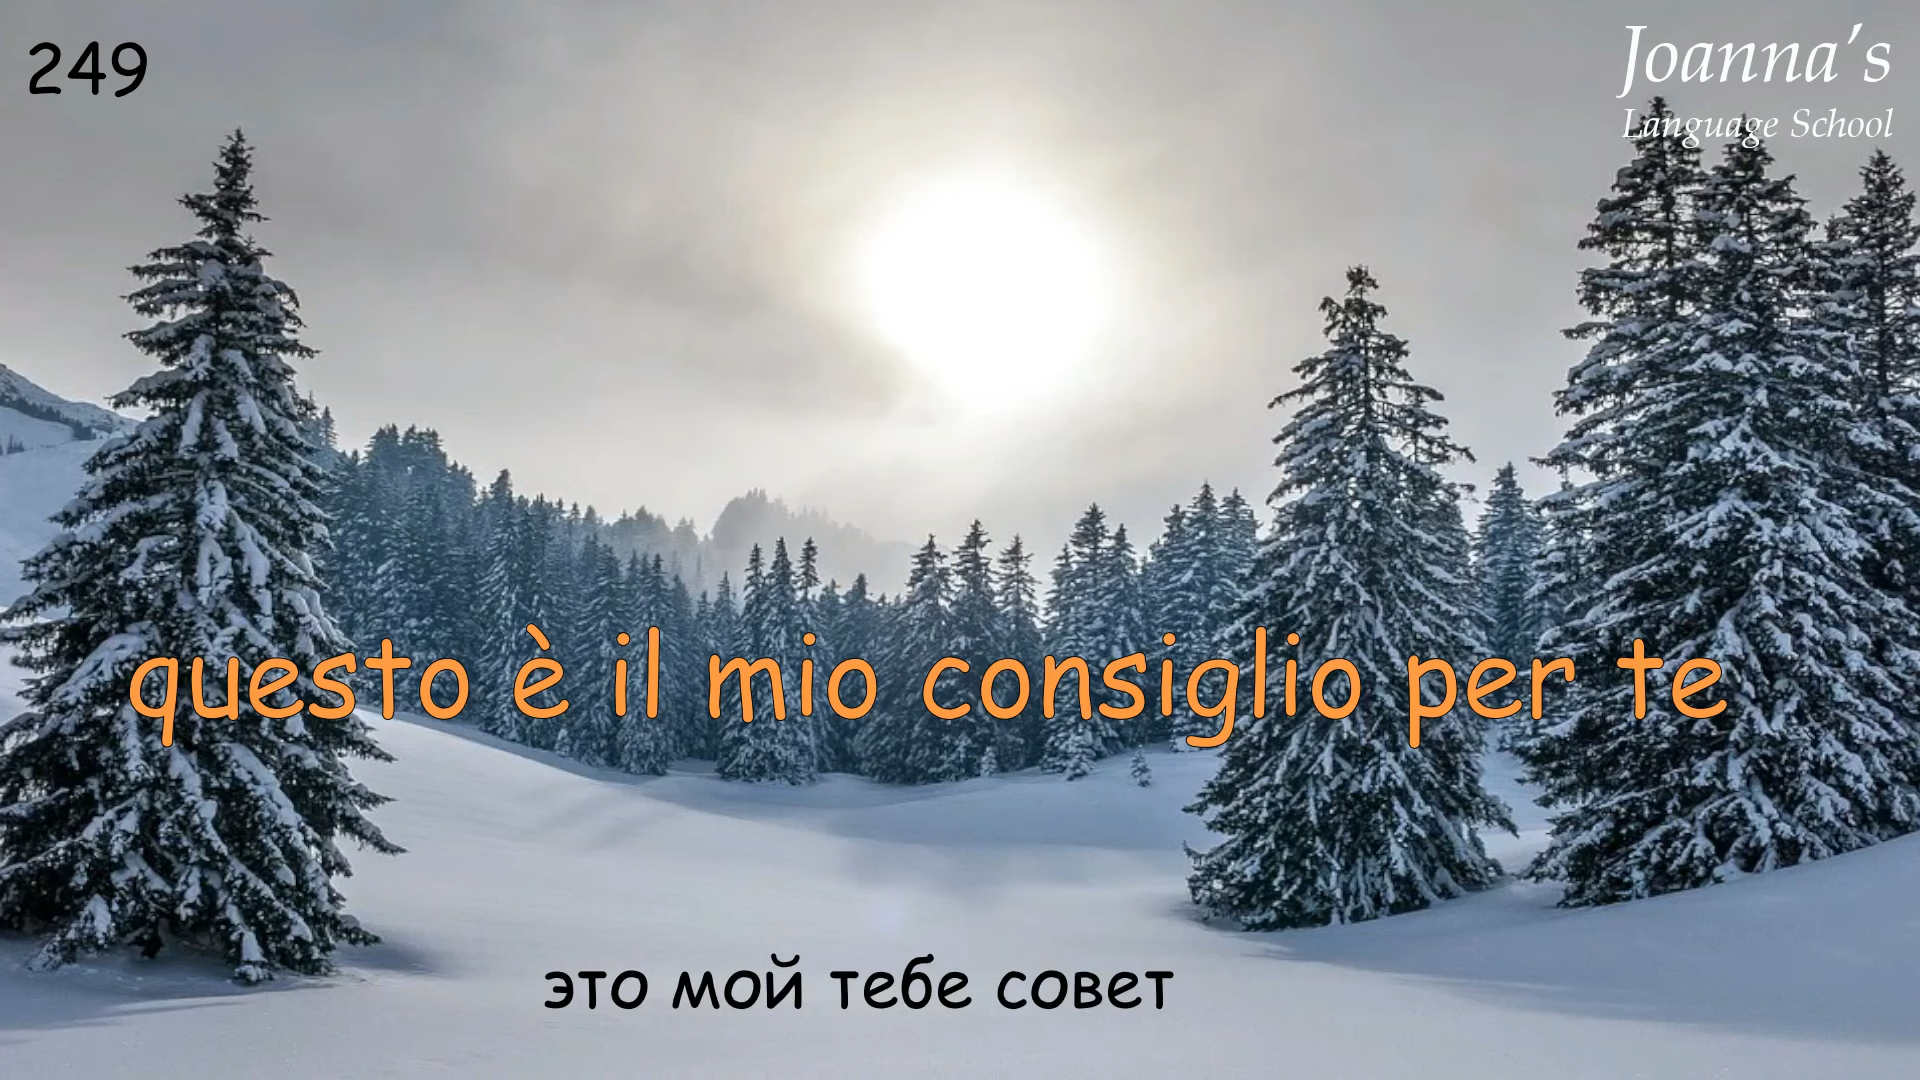 249
Joanna’s
Language School
questo è il mio consiglio per te
это мой тебе совет